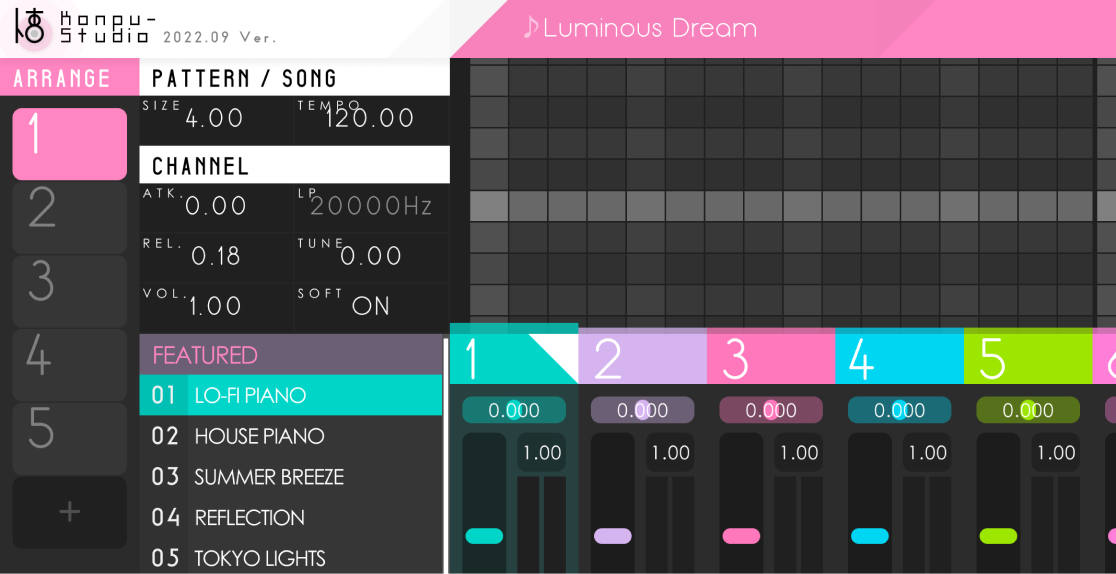 は Konpu-
Studio 2022.09 Ver.
♪Luminous Dream
ARRANGE
1
2
3
4
5
+
PATTERN / SONG
SIZE 4.00 TEMPO 120.00
CHANNEL
ATK. 0.00 LP 20000Hz
REL. 0.18 TUNE 0.00
VOL. 1.00 SOFT ON
FEATURED
01 LO-FI PIANO
02 HOUSE PIANO
03 SUMMER BREEZE
04 REFLECTION
05 TOKYO LIGHTS
1 2 3 4 5
0.000 0.000 0.000 0.000 0.000
1.00 1.00 1.00 1.00 1.00